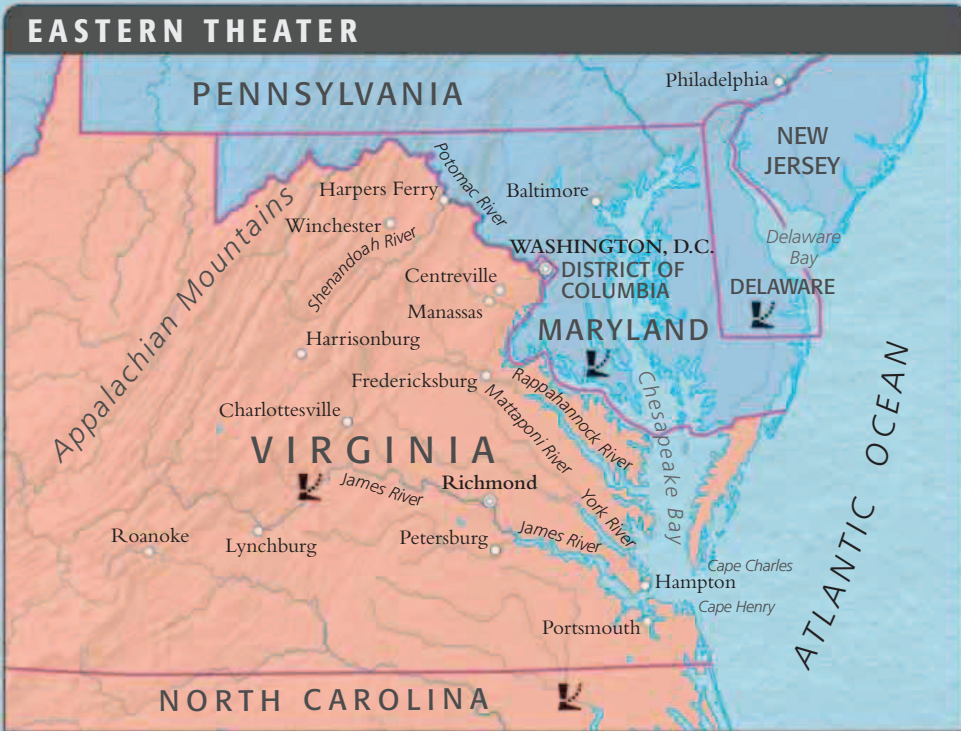 EASTERN THEATER
Philadelphia
PENNSYLVANIA
NEW
JERSEY
Potomac River
Harpers Ferry
Baltimore
Winchester
Appalachian Mountains
Shenandoah River
WASHINGTON, D.C.
DISTRICT OF
COLUMBIA
Delaware
Bay
Centreville
DELAWARE
Manassas
MARYLAND
Harrisonburg
Fredericksburg
Rappahannock River
Mattaponi River
Chesapeake Bay
ATLANTIC OCEAN
Charlottesville
VIRGINIA
James River
Richmond
York River
Roanoke
Lynchburg
Petersburg
James River
Cape Charles
Hampton
Cape Henry
Portsmouth
NORTH CAROLINA